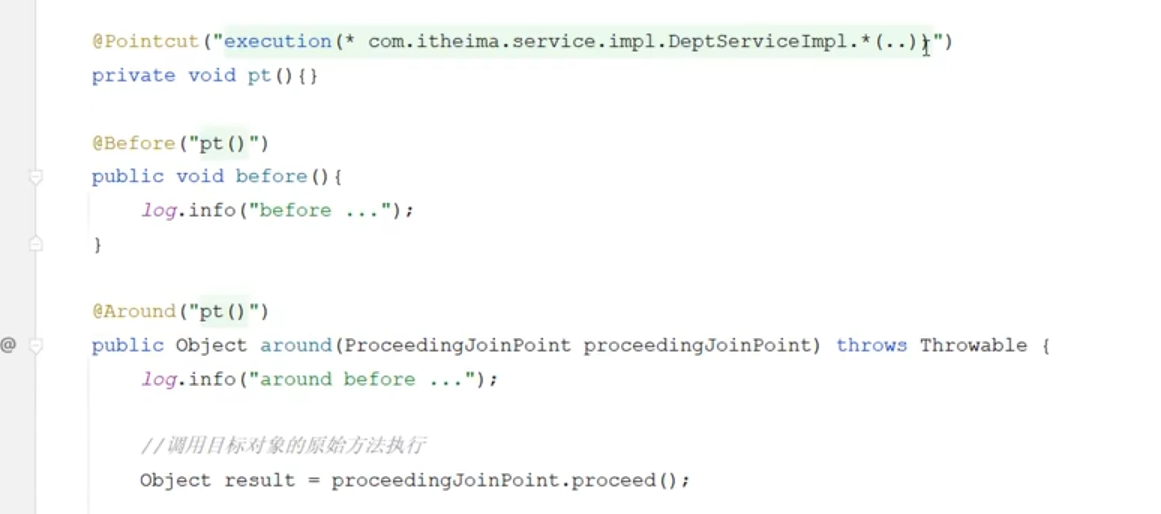 @Pointcut("execution(* com.itheima.service.impl.DeptServiceImpl.*(..))")
private void pt(){}
@Before("pt()")
public void before(){
log.info("before ...");
}
@Around("pt()")
@ public Object around(ProceedingJoinPoint proceedingJoinPoint) throws Throwable {
log.info("around before ...");
//调用目标对象的原始方法执行
Object result = proceedingJoinPoint.proceed();